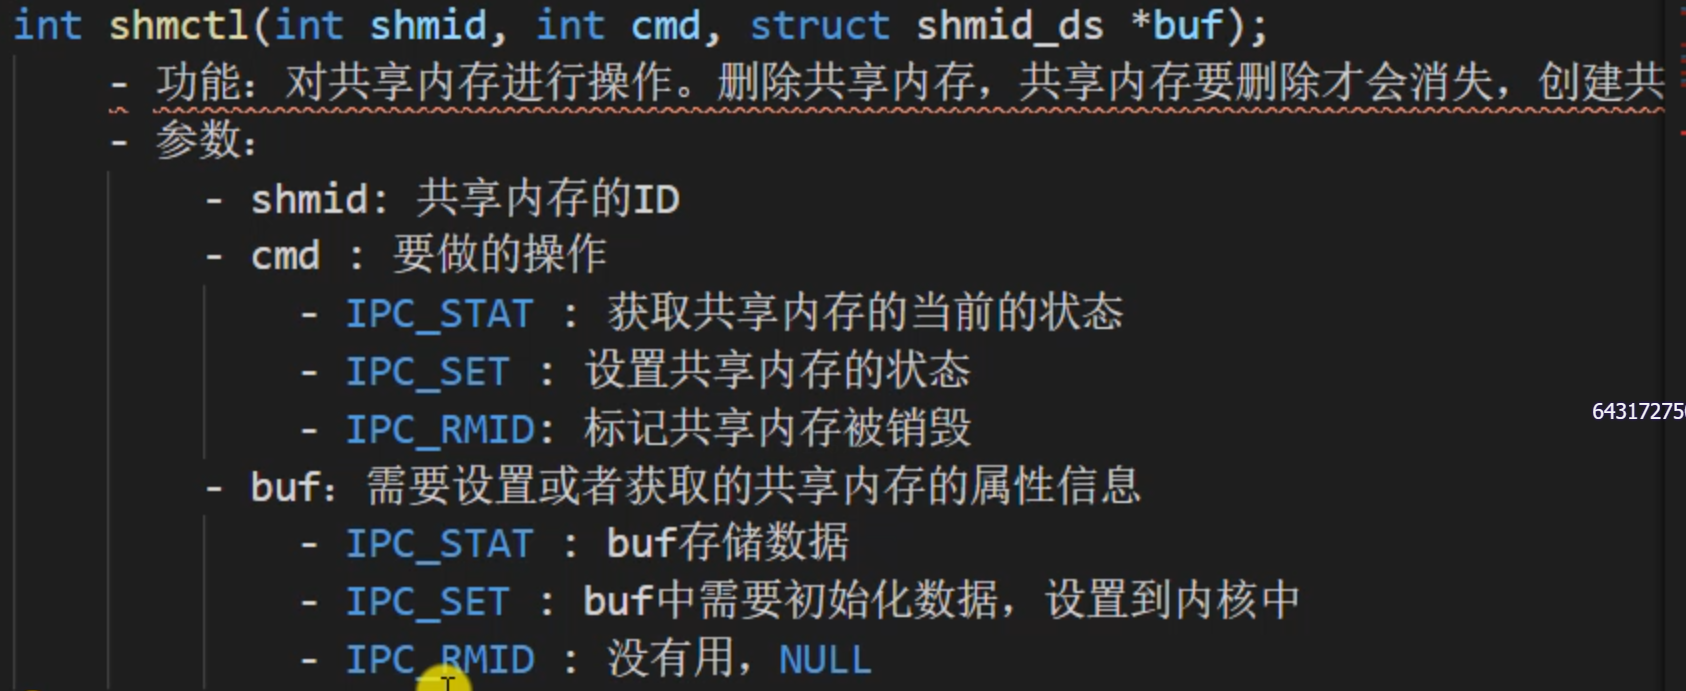 int shmctl(int shmid, int cmd, struct shmid_ds *buf);
- 功能：对共享内存进行操作。删除共享内存，共享内存要删除才会消失，创建共
- 参数：
- shmid: 共享内存的ID
- cmd : 要做的操作
- IPC_STAT : 获取共享内存的当前的状态
- IPC_SET : 设置共享内存的状态
- IPC_RMID: 标记共享内存被销毁
- buf：需要设置或者获取的共享内存的属性信息
- IPC_STAT : buf存储数据
- IPC_SET : buf中需要初始化数据，设置到内核中
- IPC_RMID : 没有用，NULL